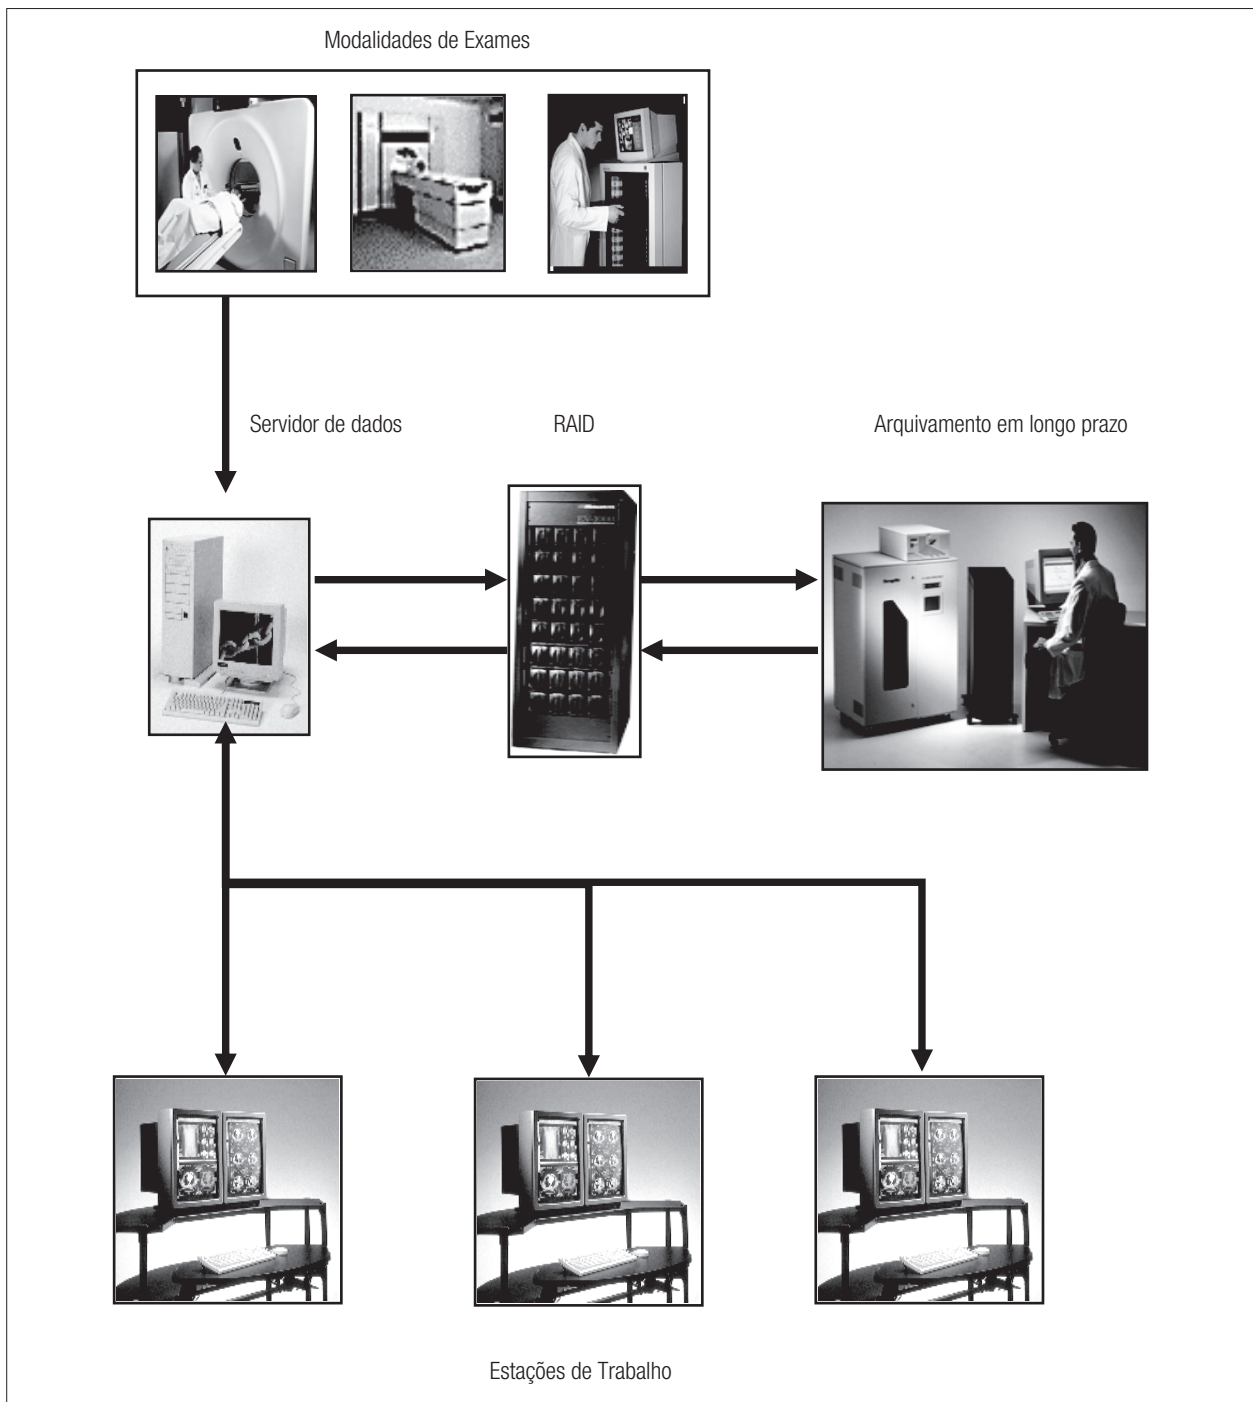 Modalidades de Exames
Servidor de dados
RAID
Arquivamento em longo prazo
Estações de Trabalho